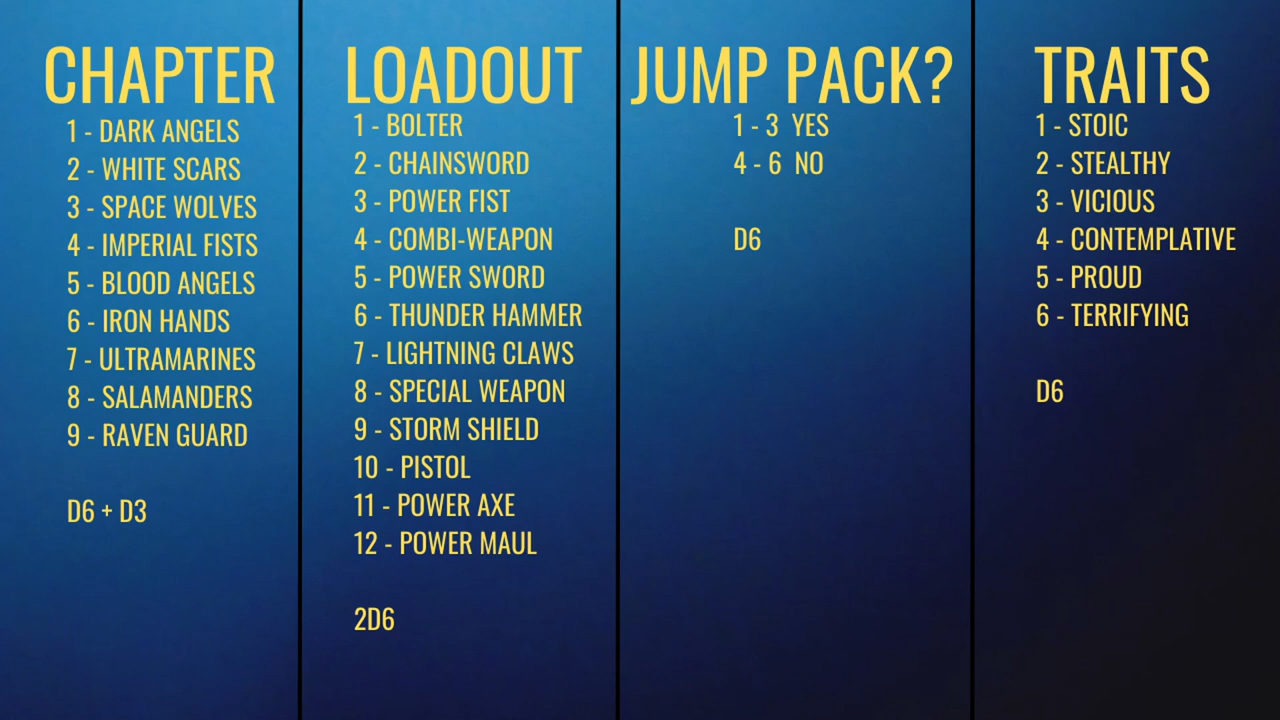 CHAPTER
1 - DARK ANGELS
2 - WHITE SCARS
3 - SPACE WOLVES
4 - IMPERIAL FISTS
5 - BLOOD ANGELS
6 - IRON HANDS
7 - ULTRAMARINES
8 - SALAMANDERS
9 - RAVEN GUARD
D6 + D3
LOADOUT
1 - BOLTER
2 - CHAINSWORD
3 - POWER FIST
4 - COMBI-WEAPON
5 - POWER SWORD
6 - THUNDER HAMMER
7 - LIGHTNING CLAWS
8 - SPECIAL WEAPON
9 - STORM SHIELD
10 - PISTOL
11 - POWER AXE
12 - POWER MAUL
2D6
JUMP PACK?
1 - 3 YES
4 - 6 NO
D6
TRAITS
1 - STOIC
2 - STEALTHY
3 - VICIOUS
4 - CONTEMPLATIVE
5 - PROUD
6 - TERRIFYING
D6